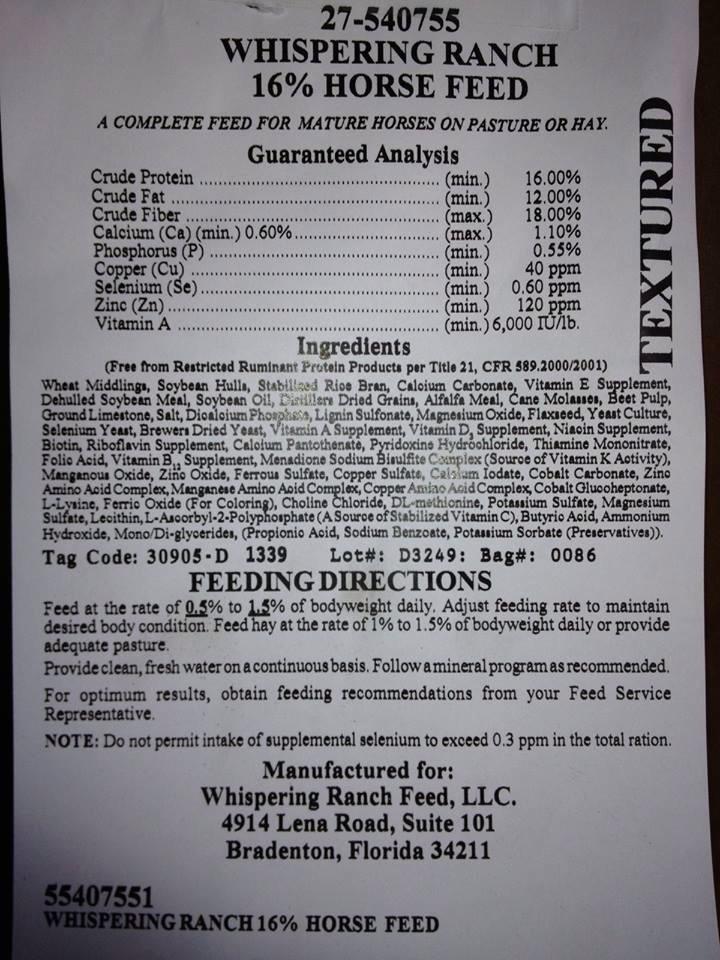 27-540755
WHISPERING RANCH
16% HORSE FEED
A COMPLETE FEED FOR MATURE HORSES ON PASTURE OR HAY.
TEXTURED
Guaranteed Analysis
Crude Protein ........................................ (min.) 16.00%
Crude Fat ............................................. (min.) 12.00%
Crude Fiber .......................................... (max.) 18.00%
Calcium (Ca) (min.) 0.60%........................ (max.) 1.10%
Phosphorus (P) ...................................... (min.) 0.55%
Copper (Cu) .......................................... (min.) 40 ppm
Selenium (Se) ........................................ (min.) 0.60 ppm
Zinc (Zn) .............................................. (min.) 120 ppm
Vitamin A ............................................ (min.) 6,000 IU/lb.
Ingredients
(Free from Restricted Ruminant Protein Products per Title 21, CFR 589.2000/2001)
Wheat Middlings, Soybean Hulls, Stabilized Rice Bran, Calcium Carbonate, Vitamin E Supplement,
Dehulled Soybean Meal, Soybean Oil, Distillers Dried Grains, Alfalfa Meal, Cane Molasses, Beet Pulp,
Ground Limestone, Salt, Dicalcium Phosphate, Lignin Sulfonate, Magnesium Oxide, Flaxseed, Yeast Culture,
Selenium Yeast, Brewers Dried Yeast, Vitamin A Supplement, Vitamin D3 Supplement, Niacin Supplement,
Biotin, Riboflavin Supplement, Calcium Pantothenate, Pyridoxine Hydrochloride, Thiamine Mononitrate,
Folic Acid, Vitamin B12 Supplement, Menadione Sodium Bisulfite Complex (Source of Vitamin K Activity),
Manganous Oxide, Zinc Oxide, Ferrous Sulfate, Copper Sulfate, Calcium Iodate, Cobalt Carbonate, Zinc
Amino Acid Complex, Manganese Amino Acid Complex, Copper Amino Acid Complex, Cobalt Glucoheptonate,
L-Lysine, Ferric Oxide (For Coloring), Choline Chloride, DL-methionine, Potassium Sulfate, Magnesium
Sulfate, Lecithin, L-Ascorbyl-2-Polyphosphate (A Source of Stabilized Vitamin C), Butyric Acid, Ammonium
Hydroxide, Mono/Di-glycerides, (Propionic Acid, Sodium Benzoate, Potassium Sorbate (Preservatives)).
Tag Code: 30905-D 1339 Lot#: D3249: Bag#: 0086
FEEDING DIRECTIONS
Feed at the rate of 0.5% to 1.5% of bodyweight daily. Adjust feeding rate to maintain
desired body condition. Feed hay at the rate of 1% to 1.5% of bodyweight daily or provide
adequate pasture.
Provide clean, fresh water on a continuous basis. Follow a mineral program as recommended.
For optimum results, obtain feeding recommendations from your Feed Service
Representative.
NOTE: Do not permit intake of supplemental selenium to exceed 0.3 ppm in the total ration.
Manufactured for:
Whispering Ranch Feed, LLC.
4914 Lena Road, Suite 101
Bradenton, Florida 34211
55407551
WHISPERING RANCH 16% HORSE FEED